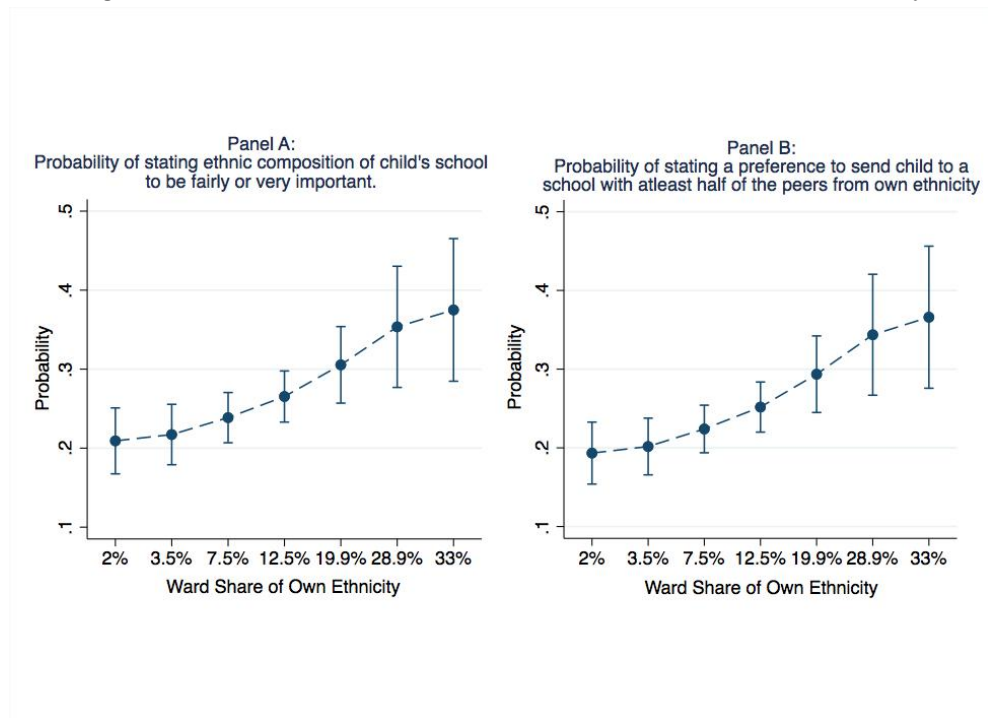 Panel A:
Probability of stating ethnic composition of child's school
to be fairly or very important.
.5
.4
.3
.2
.1
Probability
2% 3.5% 7.5% 12.5% 19.9% 28.9% 33%
Ward Share of Own Ethnicity
Panel B:
Probability of stating a preference to send child to a
school with atleast half of the peers from own ethnicity
.5
.4
.3
.2
.1
Probability
2% 3.5% 7.5% 12.5% 19.9% 28.9% 33%
Ward Share of Own Ethnicity